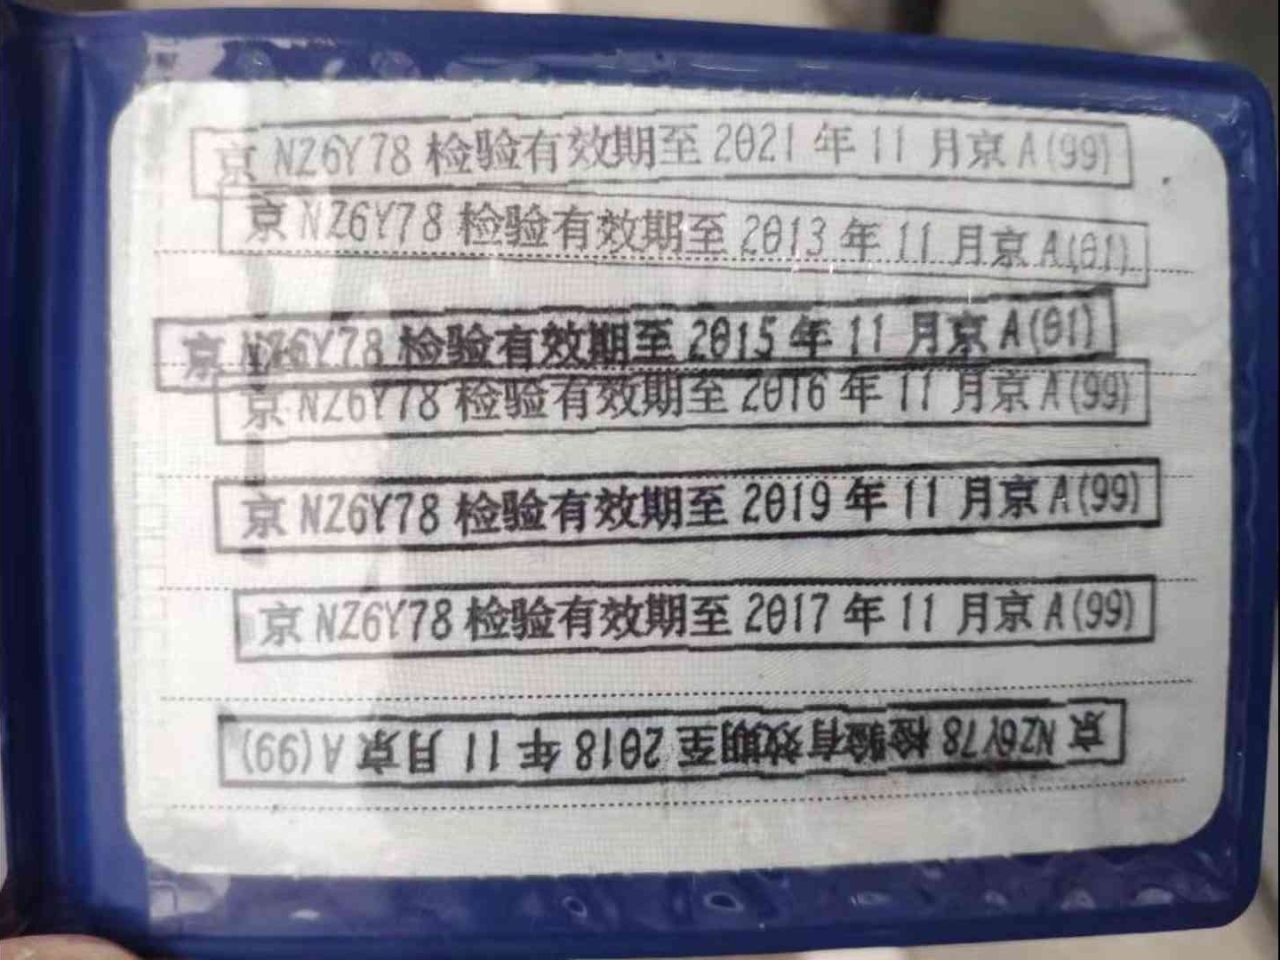 京 NZ6Y78 检验有效期至 2021 年 11 月京 A(99)
京 NZ6Y78 检验有效期至 2013 年 11 月京 A(01)
京 NZ6Y78 检验有效期至 2015 年 11 月京 A(01)
京 NZ6Y78 检验有效期至 2016 年 11 月京 A(99)
京 NZ6Y78 检验有效期至 2019 年 11 月京 A(99)
京 NZ6Y78 检验有效期至 2017 年 11 月京 A(99)
京 NZ6Y78 检验有效期至 2018 年 11 月京 A(99)